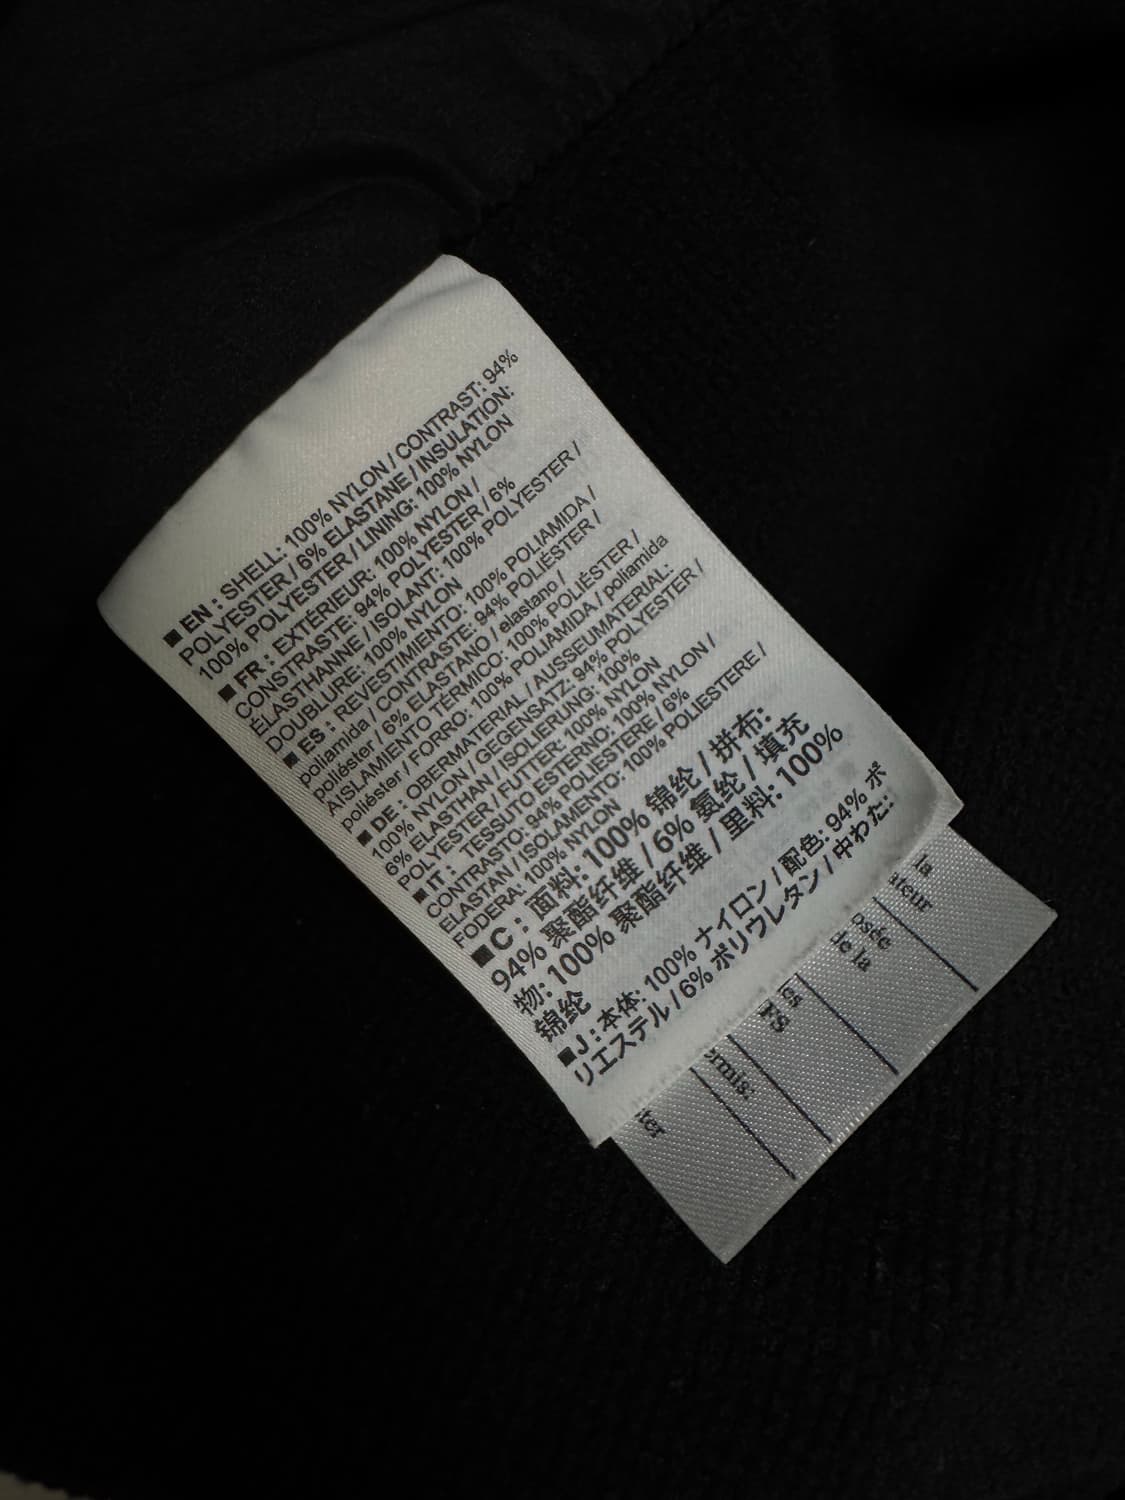 ■ EN : SHELL: 100% NYLON / CONTRAST: 94%
POLYESTER / 6% ELASTANE / INSULATION:
100% POLYESTER / LINING: 100% NYLON
■ FR : EXTÉRIEUR: 100% NYLON /
CONTRASTE: 94% POLYESTER / 6%
ÉLASTHANNE / ISOLANT: 100% POLYESTER /
DOUBLURE: 100% NYLON
■ ES : REVESTIMIENTO: 100% POLIAMIDA /
poliamida / CONTRASTE: 94% POLIÉSTER /
poliéster / 6% ELASTANO / elastano /
AISLAMIENTO TÉRMICO: 100% POLIÉSTER /
poliéster / FORRO: 100% POLIAMIDA / poliamida
■ DE : OBERMATERIAL / AUSSEUMATERIAL:
100% NYLON / GEGENSATZ: 94% POLYESTER /
6% ELASTHAN / ISOLIERUNG: 100%
POLYESTER / FUTTER: 100% NYLON
■ IT : TESSUTO ESTERNO: 100% NYLON /
CONTRASTO: 94% POLIESTERE / 6%
ELASTAN / ISOLAMENTO: 100% POLIESTERE /
FODERA: 100% NYLON
■ C : 面料: 100% 锦纶 / 拼布:
94% 聚酯纤维 / 6% 氨纶 / 填充
物: 100% 聚酯纤维 / 里料: 100%
锦纶
■ J : 本体: 100% ナイロン / 配色: 94% ポ
リエステル / 6% ポリウレタン / 中わた: